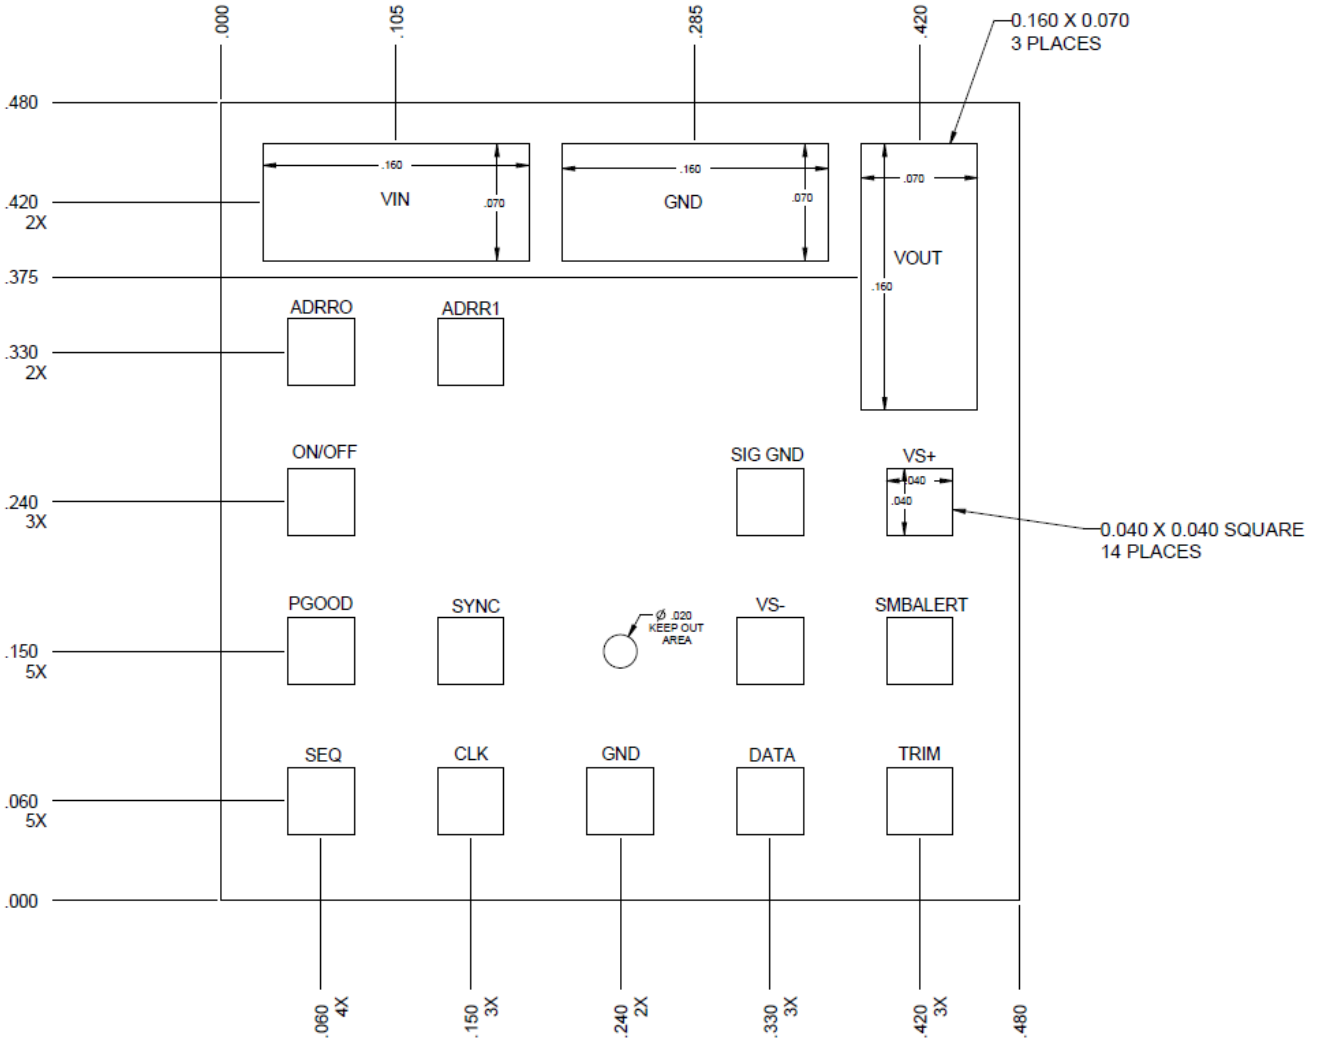 .000
.105
.285
.420
0.160 X 0.070
3 PLACES
.480
.160
.160
.070
VIN
.070
GND
.070
.420
2X
VOUT
.375
.160
ADRRO
ADRR1
.330
2X
ON/OFF
SIG GND
VS+
.040
.040
.240
3X
0.040 X 0.040 SQUARE
14 PLACES
PGOOD
SYNC
Ø .020
KEEP OUT
AREA
VS-
SMBALERT
.150
5X
SEQ
CLK
GND
DATA
TRIM
.060
5X
.000
.060
4X
.150
3X
.240
2X
.330
3X
.420
3X
.480